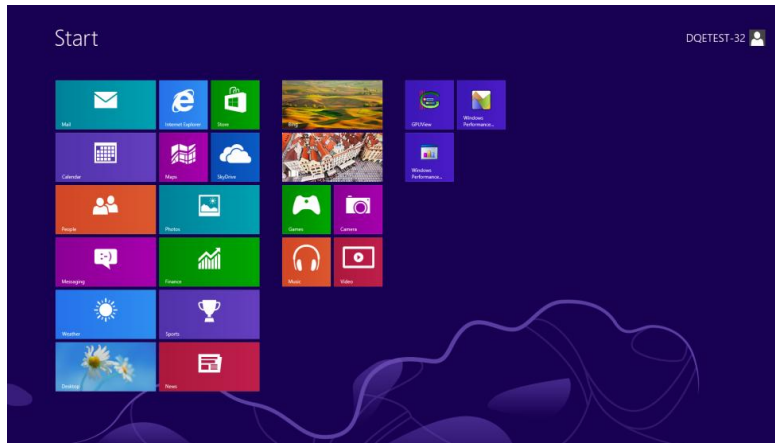 Start
DQETEST-32
Mail
Internet Explorer
Store
Bing
GPUView
Windows
Performance...
Calendar
Maps
SkyDrive
Windows
Performance...
People
Photos
Games
Camera
Messaging
Finance
Music
Video
Weather
Sports
Desktop
News